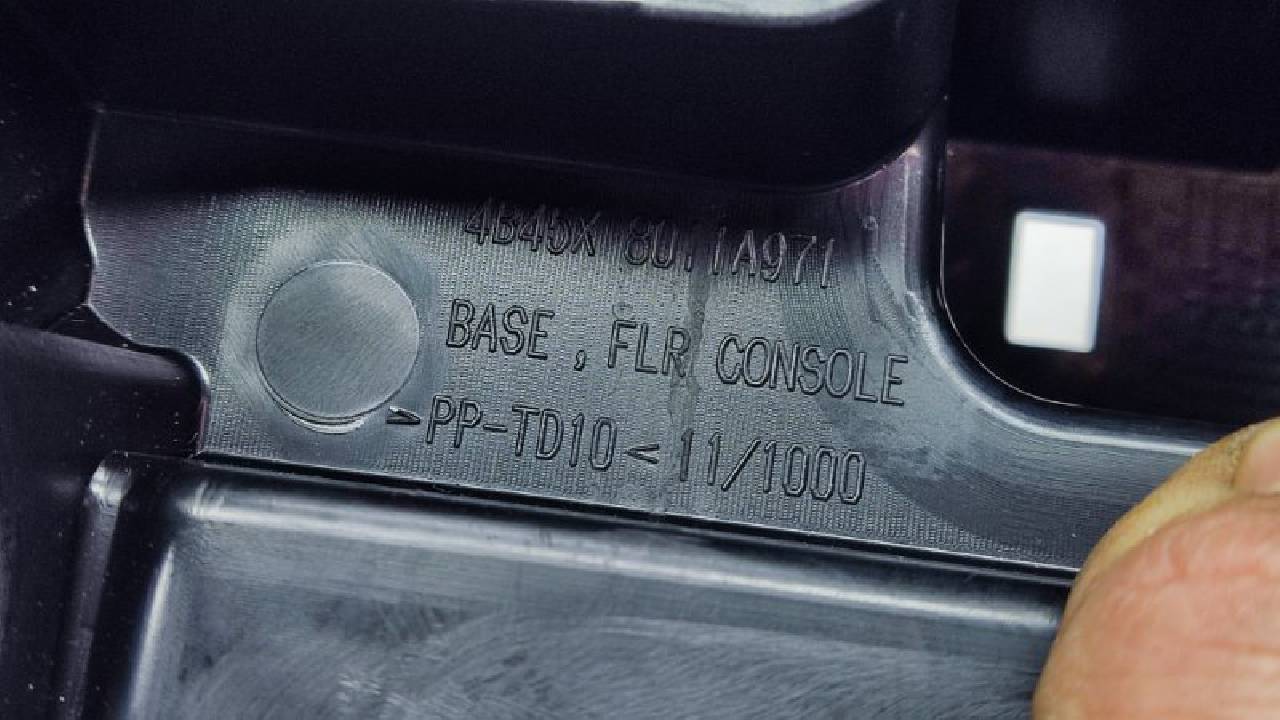 4B45X 8011A971
BASE , FLR CONSOLE
>PP-TD10< 11/1000